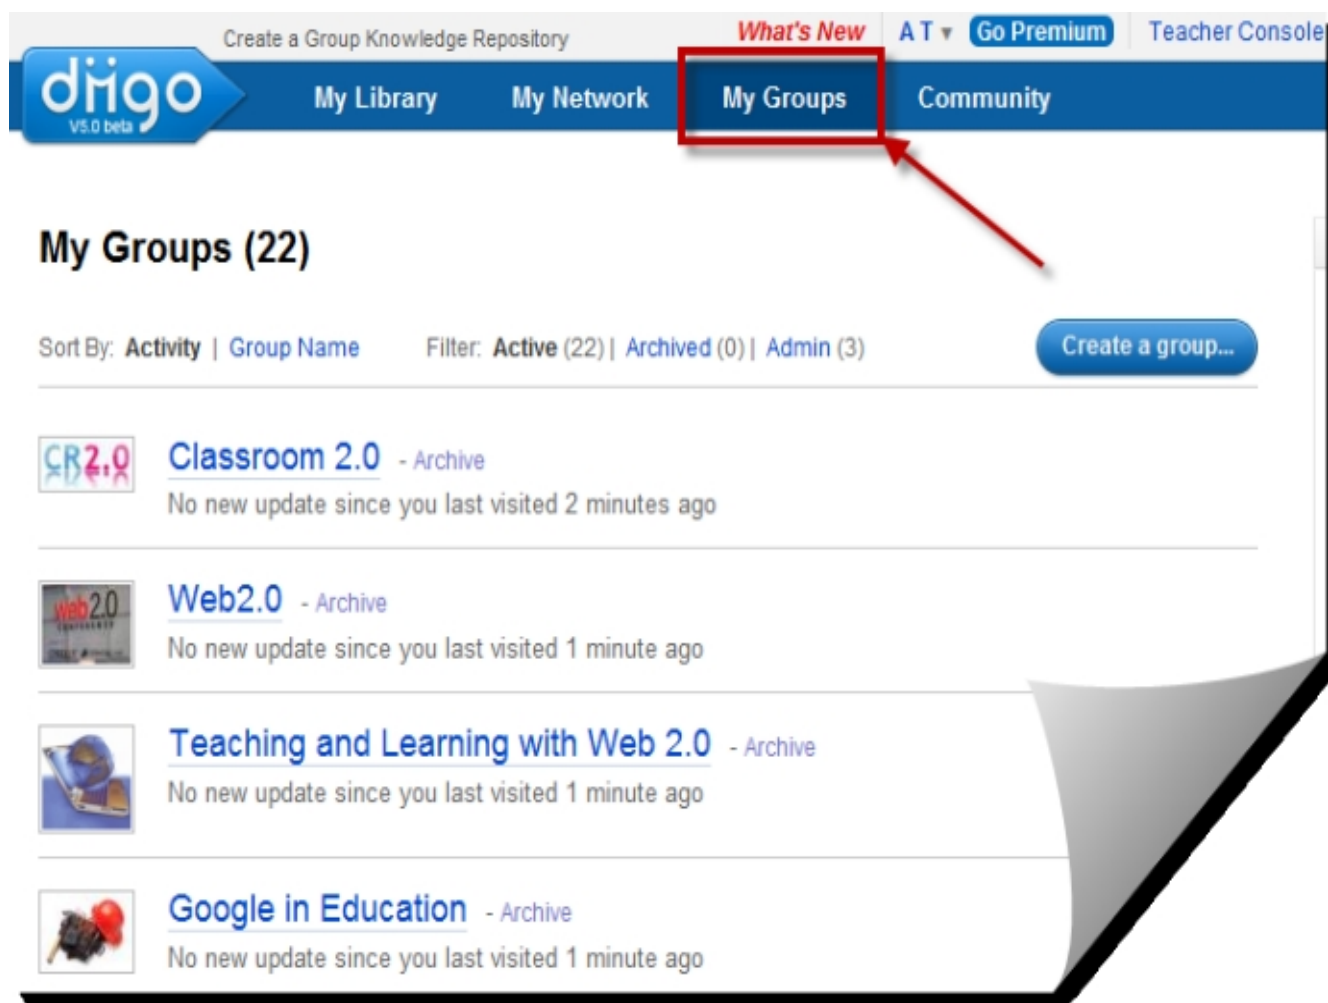 Create a Group Knowledge Repository What's New A T ▾ Go Premium Teacher Console
diigo
V5.0 beta
My Library My Network My Groups Community
My Groups (22)
Sort By: Activity | Group Name Filter: Active (22) | Archived (0) | Admin (3) Create a group...
CR2.0
Classroom 2.0 - Archive
No new update since you last visited 2 minutes ago
web2.0
CONFERENCE
Web2.0 - Archive
No new update since you last visited 1 minute ago
Teaching and Learning with Web 2.0 - Archive
No new update since you last visited 1 minute ago
Google in Education - Archive
No new update since you last visited 1 minute ago